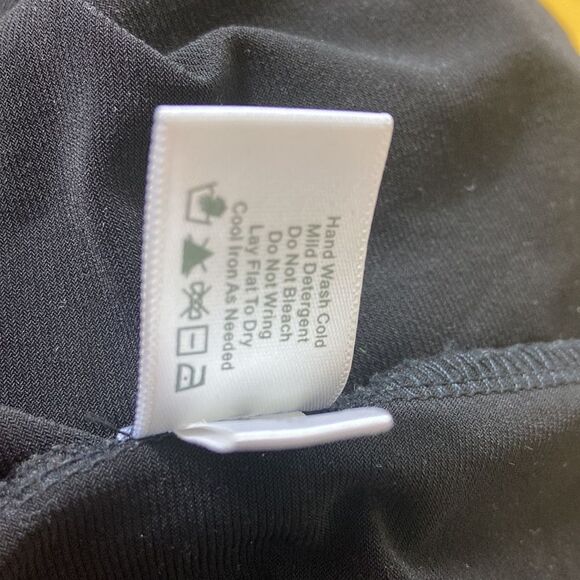 Hand Wash Cold
Mild Detergent
Do Not Bleach
Do Not Wring
Lay Flat To Dry
Cool Iron As Needed